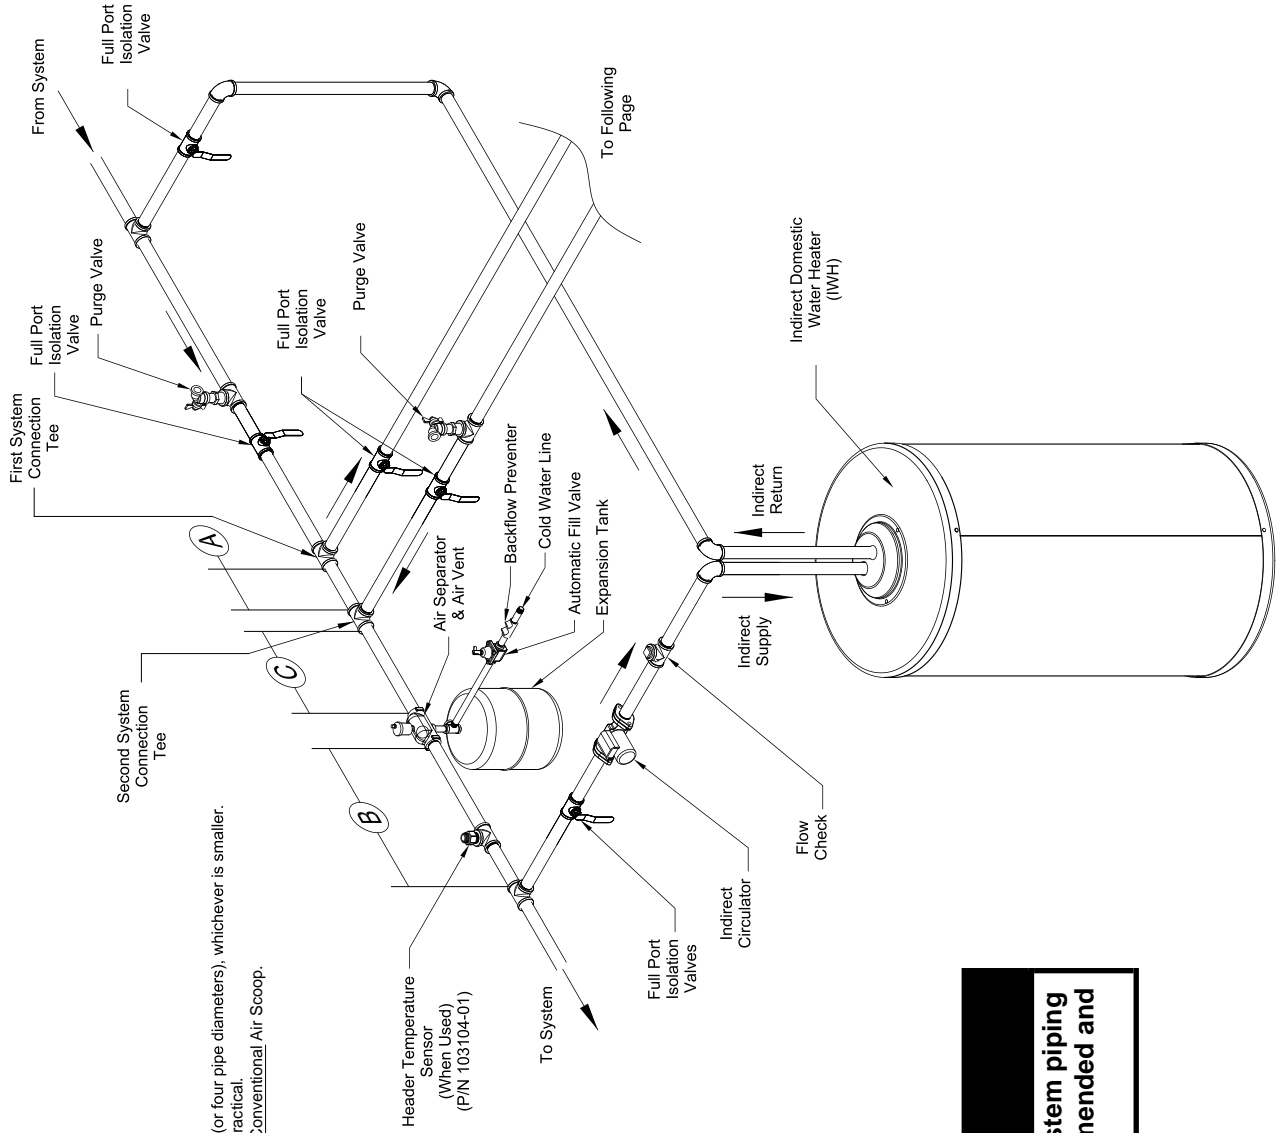 (or four pipe diameters), whichever is smaller.
Conventional Air Scoop.
Header Temperature
Sensor
(When Used)
(P/N 103104-01)
To System
Full Port
Isolation
Valves
Indirect
Circulator
Flow
Check
stem piping
and
Second System
Connection
Tee
B
C
A
Air Separator
& Air Vent
Backflow Preventer
Cold Water Line
Automatic Fill Valve
Expansion Tank
Indirect
Supply
Indirect
Return
First System
Connection
Tee
Full Port
Isolation
Valve
Purge Valve
Full Port
Isolation
Valve
Purge Valve
Indirect Domestic
Water Heater
(IWH)
From System
Full Port
Isolation
Valve
To Following
Page